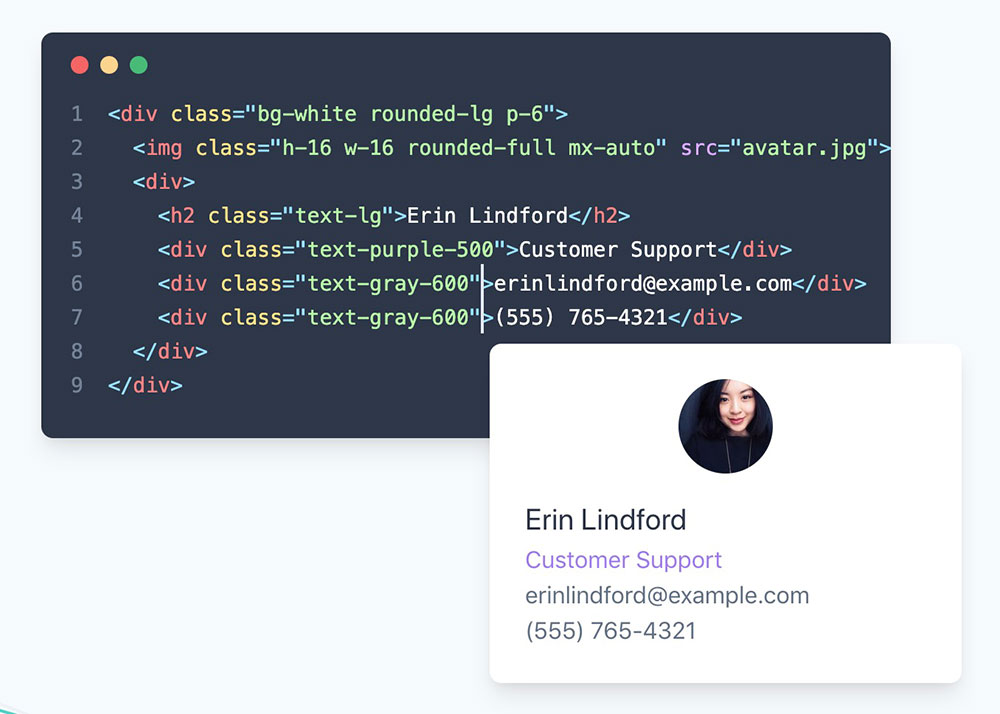 1 <div class="bg-white rounded-lg p-6">
2 <img class="h-16 w-16 rounded-full mx-auto" src="avatar.jpg">
3 <div>
4 <h2 class="text-lg">Erin Lindford</h2>
5 <div class="text-purple-500">Customer Support</div>
6 <div class="text-gray-600">erinlindford@example.com</div>
7 <div class="text-gray-600">(555) 765-4321</div>
8 </div>
9 </div>
Erin Lindford
Customer Support
erinlindford@example.com
(555) 765-4321